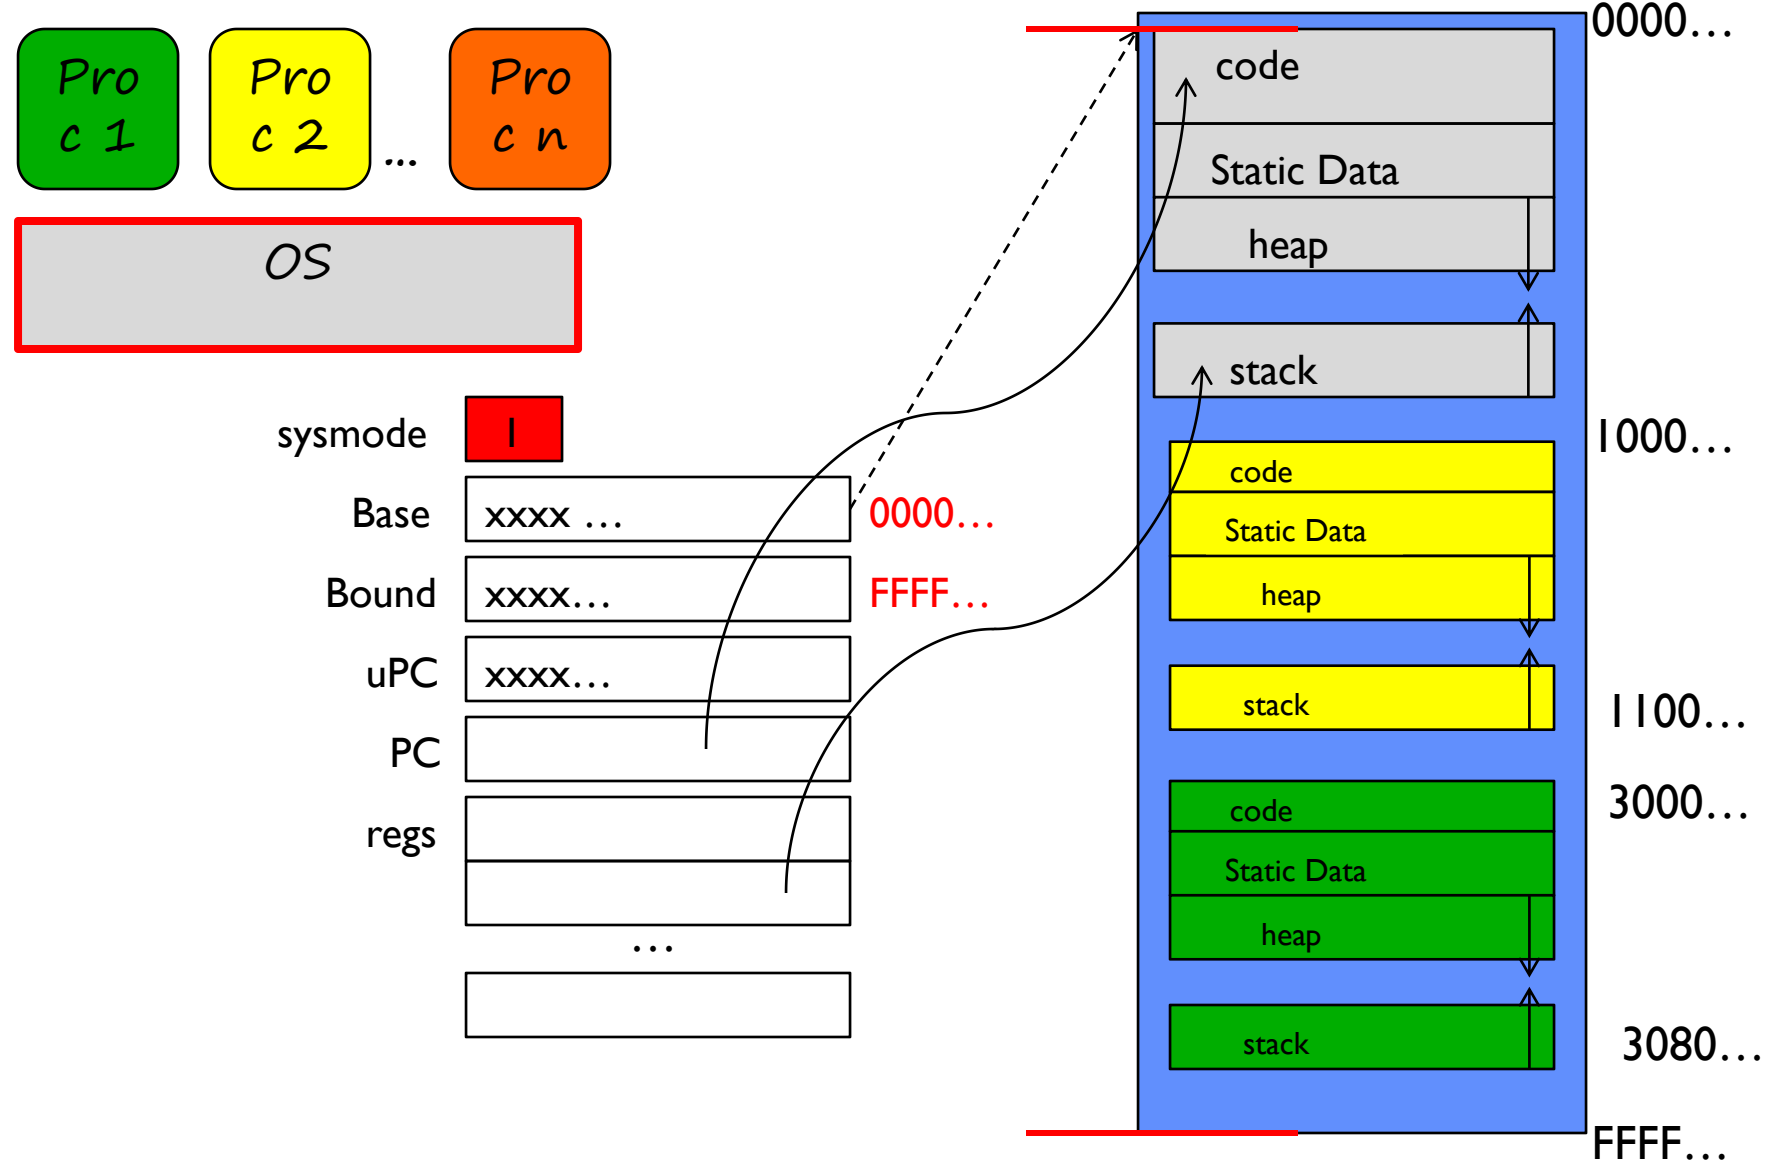 Pro
c 1
Pro
c 2
...
Pro
c n
OS
sysmode
1
Base
xxxx ...
0000...
Bound
xxxx...
FFFF...
uPC
xxxx...
PC
regs
...
0000...
code
Static Data
heap
stack
1000...
code
Static Data
heap
stack
1100...
3000...
code
Static Data
heap
stack
3080...
FFFF...